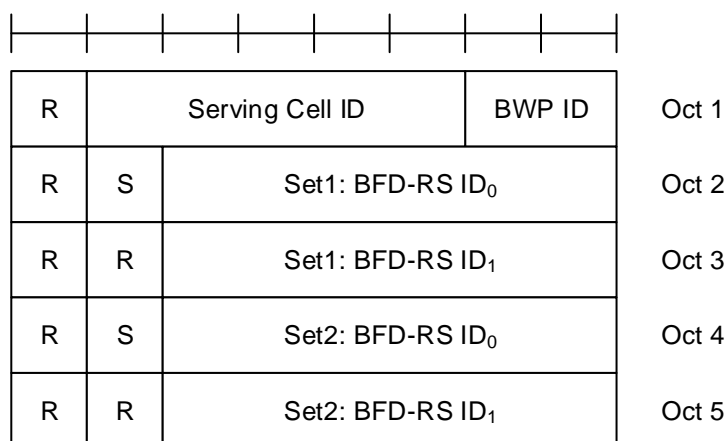 R Serving Cell ID BWP ID Oct 1
R S Set1: BFD-RS ID₀ Oct 2
R R Set1: BFD-RS ID₁ Oct 3
R S Set2: BFD-RS ID₀ Oct 4
R R Set2: BFD-RS ID₁ Oct 5